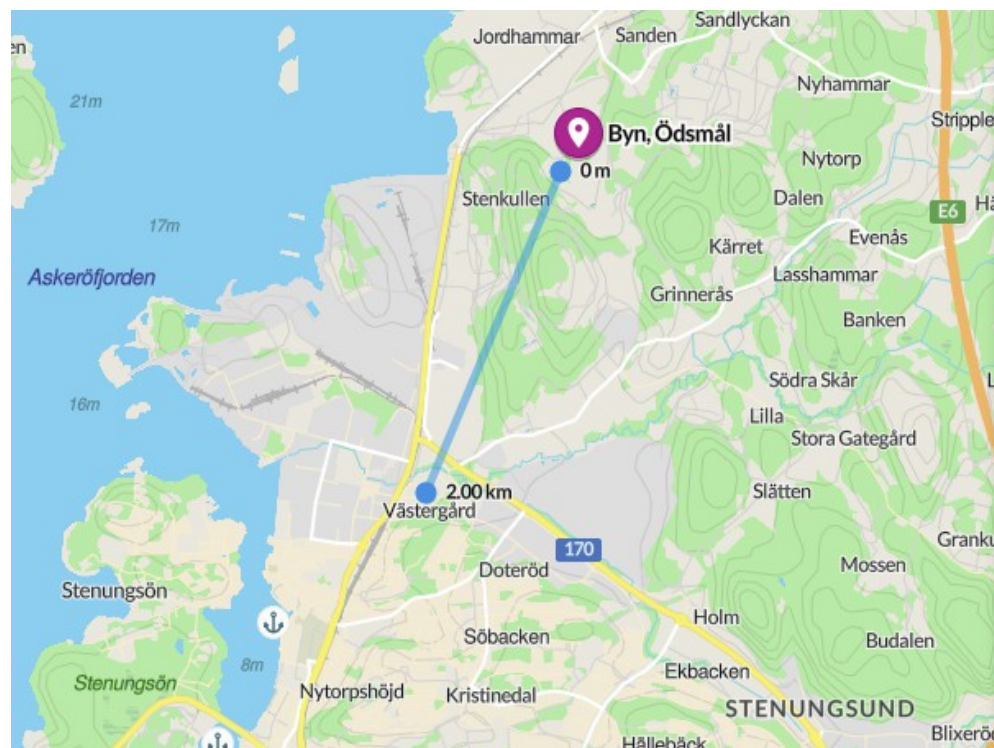 Sandlyckan
Jordhammar
Sanden
en
Nyhammar
21m
Stripple
Byn, Ödsmål
Nytorp
0 m
Stenkullen
Dalen
E6
Hä
17m
Evenås
Kärret
Askeröfjorden
Lasshammar
Grinnerås
Banken
Södra Skår
L
16m
Lilla
Stora Gategård
2.00 km
Slätten
Västergård
Granku
170
Mossen
Doteröd
Stenungsön
Holm
Söbacken
Budalen
8m
Ekbacken
Stenungsön
Nytorpshöjd
Kristinedal
STENUNGSUND
Blixeröd
Hällebäck